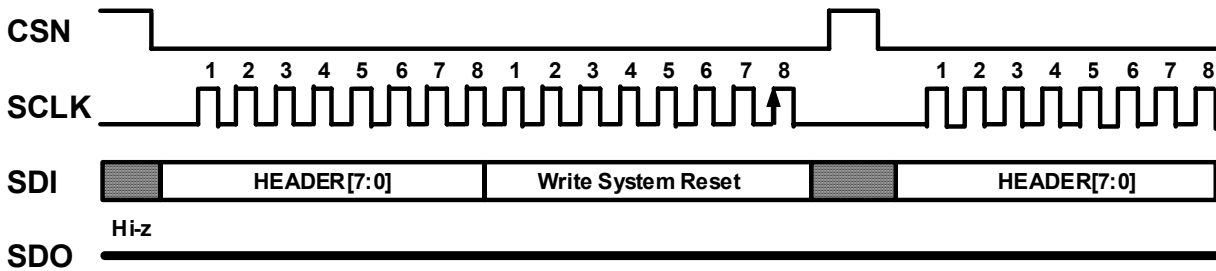 CSN
1 2 3 4 5 6 7 8 1 2 3 4 5 6 7 8 1 2 3 4 5 6 7 8
SCLK
SDI HEADER[7:0] Write System Reset HEADER[7:0]
Hi-z
SDO